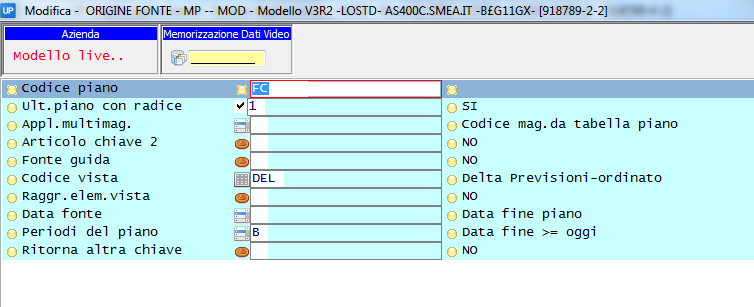 UP Modifica - ORIGINE FONTE - MP -- MOD - Modello V3R2 -LOSTD- AS400C.SMEA.IT -B£G11GX- [918789-2-2]
Azienda Memorizzazione Dati Video
Modello live..
Codice piano FC
Ult.piano con radice 1 SI
Appl.multimag. Codice mag.da tabella piano
Articolo chiave 2 NO
Fonte guida NO
Codice vista DEL Delta Previsioni-ordinato
Raggr.elem.vista NO
Data fonte Data fine piano
Periodi del piano B Data fine >= oggi
Ritorna altra chiave NO